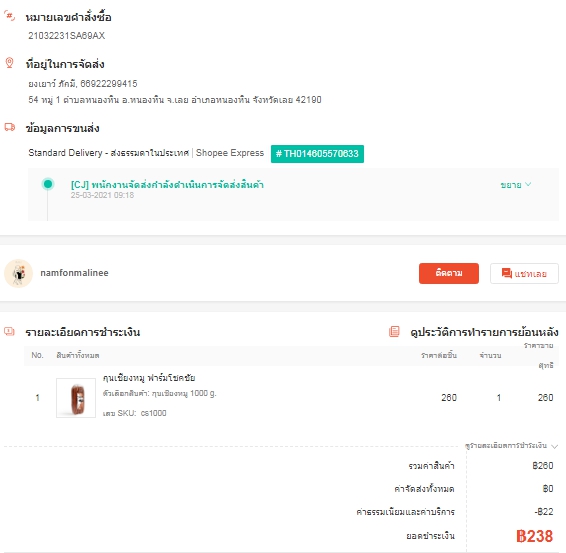 หมายเลขคำสั่งซื้อ
21032231SA69AX
ที่อยู่ในการจัดส่ง
ยงเยาว์ ภักมี, 66922299415
54 หมู่ 1 ตำบลหนองหิน อ.หนองหิน จ.เลย อำเภอหนองหิน จังหวัดเลย 42190
ข้อมูลการขนส่ง
Standard Delivery - ส่งธรรมดาในประเทศ | Shopee Express # TH014605570633
[CJ] พนักงานจัดส่งกำลังดำเนินการจัดส่งสินค้า ขยาย
25-03-2021 09:18
namfonmalinee ติดตาม แชทเลย
รายละเอียดการชำระเงิน ดูประวัติการทำรายการย้อนหลัง
No. สินค้าทั้งหมด ราคาต่อชิ้น จำนวน ราคาขายสุทธิ
กุนเชียงหมู ฟาร์มโชคชัย
1 ตัวเลือกสินค้า: กุนเชียงหมู 1000 g. 260 1 260
เลข SKU: cs1000
ดูรายละเอียดการชำระเงิน
รวมค่าสินค้า ฿260
ค่าจัดส่งทั้งหมด ฿0
ค่าธรรมเนียมและค่าบริการ -฿22
ยอดชำระเงิน ฿238